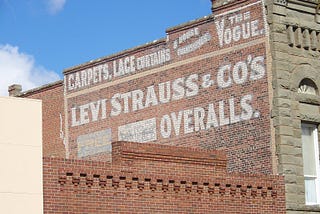 CARPETS, LACE CURTAINS
THE
VOGUE.
LEVI STRAUSS & CO'S
OVERALLS.